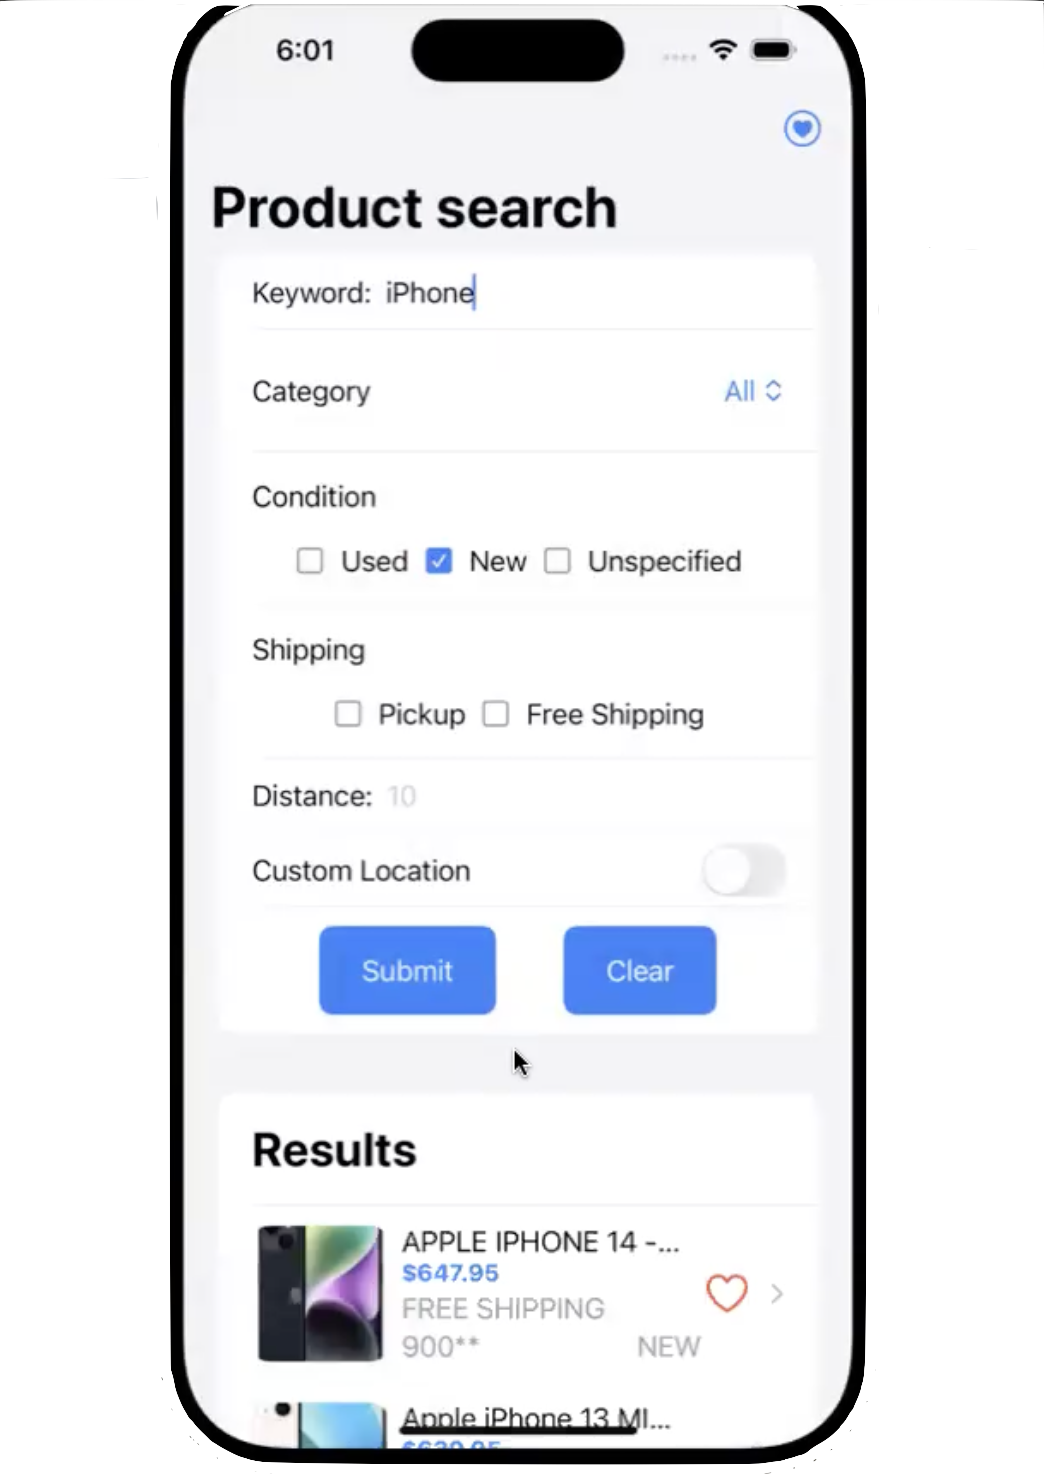 6:01
Product search
Keyword: iPhone
Category All
Condition
Used New Unspecified
Shipping
Pickup Free Shipping
Distance: 10
Custom Location
Submit Clear
Results
APPLE IPHONE 14 -...
$647.95
FREE SHIPPING
900** NEW
Apple iPhone 13 MI...